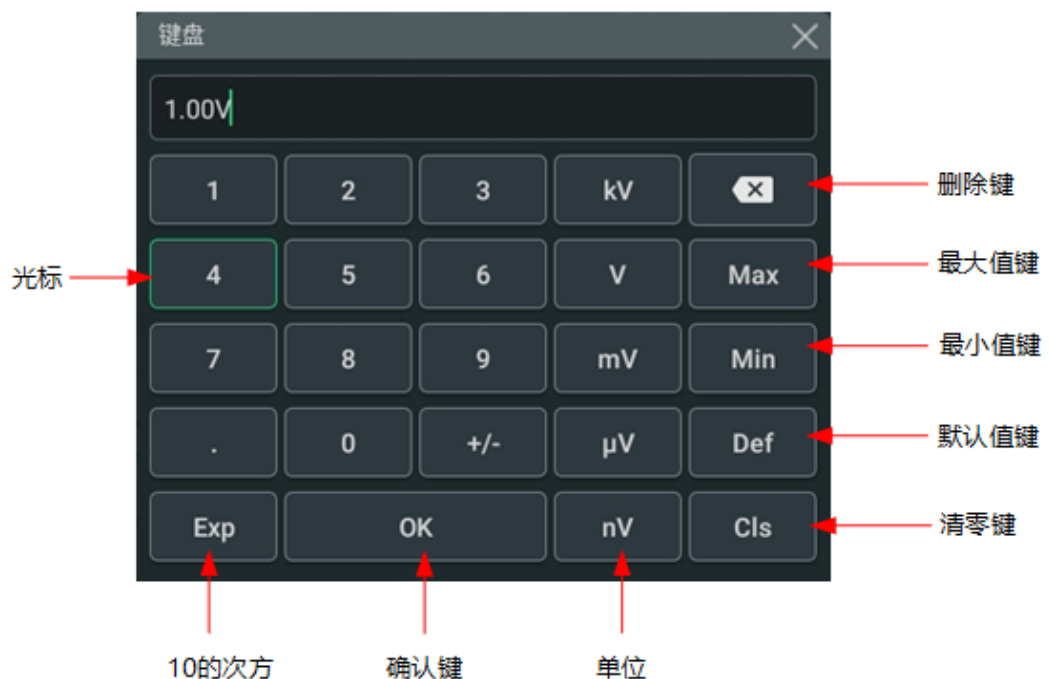 键盘
1.00V
1 2 3 kV
删除键
光标
4 5 6 V Max
最大值键
7 8 9 mV Min
最小值键
. 0 +/- μV Def
默认值键
Exp OK nV Cls
清零键
10的次方 确认键 单位